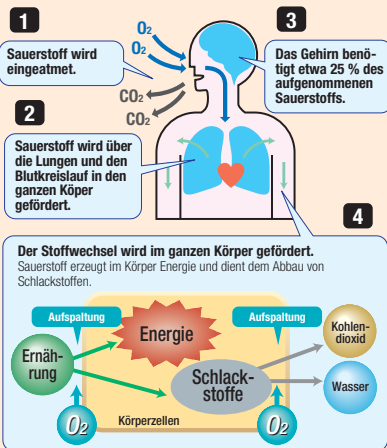 1
Sauerstoff wird
eingeatmet.
O₂
O₂
CO₂
CO₂
2
Sauerstoff wird über
die Lungen und den
Blutkreislauf in den
ganzen Köper
gefördert.
3
Das Gehirn benö-
tigt etwa 25 % des
aufgenommenen
Sauerstoffs.
4
Der Stoffwechsel wird im ganzen Körper gefördert.
Sauerstoff erzeugt im Körper Energie und dient dem Abbau von
Schlackstoffen.
Ernäh-
rung
Aufspaltung
O₂
Energie
Schlack-
stoffe
Körperzellen
Aufspaltung
O₂
Kohlen-
dioxid
Wasser